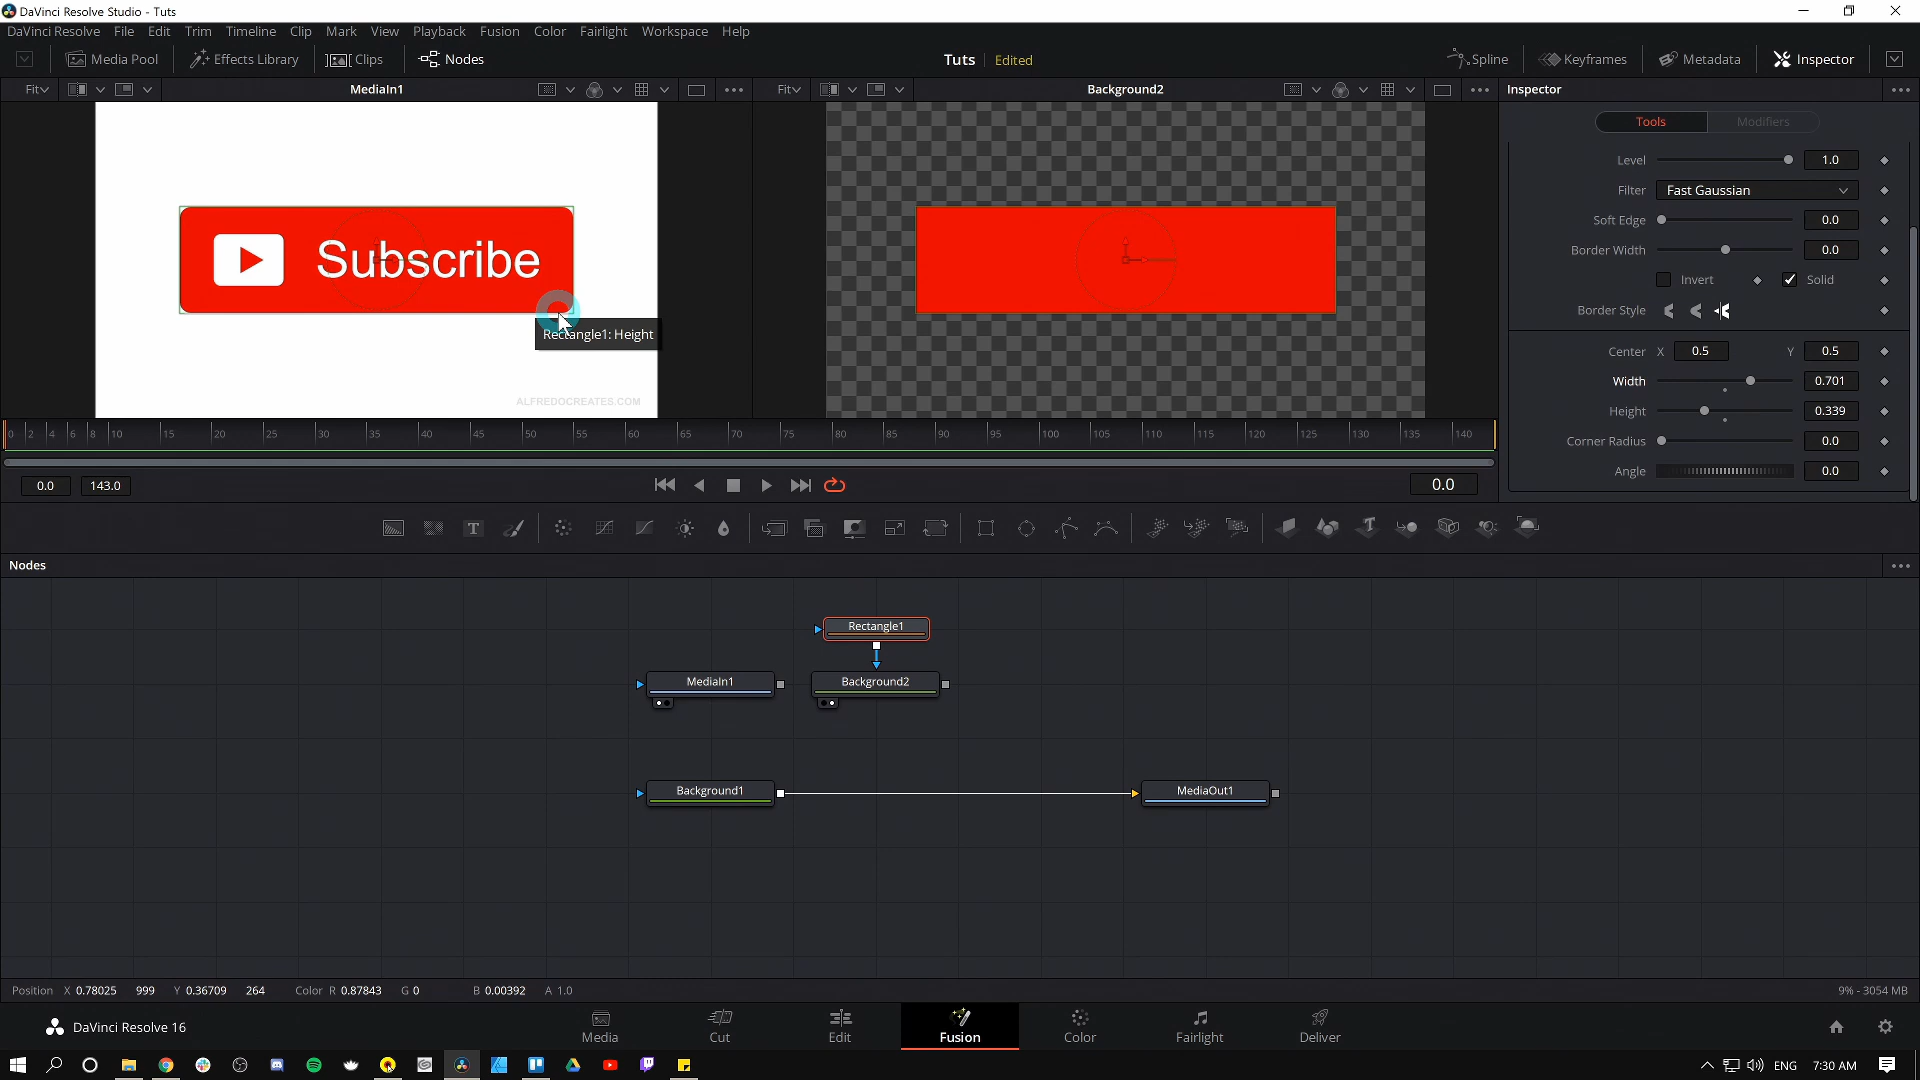 DaVinci Resolve Studio - Tuts
DaVinci Resolve File Edit Trim Timeline Clip Mark View Playback Fusion Color Fairlight Workspace Help
Media Pool Effects Library Clips Nodes Tuts Edited Spline Keyframes Metadata Inspector
Fit MediaIn1 Fit Background2 Inspector
Tools Modifiers
Level 1.0
Filter Fast Gaussian
Soft Edge 0.0
Border Width 0.0
Invert Solid
Border Style
Center X 0.5 Y 0.5
Width 0.701
Height 0.339
Corner Radius 0.0
Angle 0.0
Subscribe
Rectangle1: Height
ALFREDOCREATES.COM
0 2 4 6 8 10 15 20 25 30 35 40 45 50 55 60 65 70 75 80 85 90 95 100 105 110 115 120 125 130 135 140
0.0 143.0 0.0
T
Nodes
Rectangle1
MediaIn1 Background2
Background1 MediaOut1
Position X 0.78025 999 Y 0.36709 264 Color R 0.87843 G 0 B 0.00392 A 1.0 9% - 3054 MB
DaVinci Resolve 16 Media Cut Edit Fusion Color Fairlight Deliver
ENG 7:30 AM